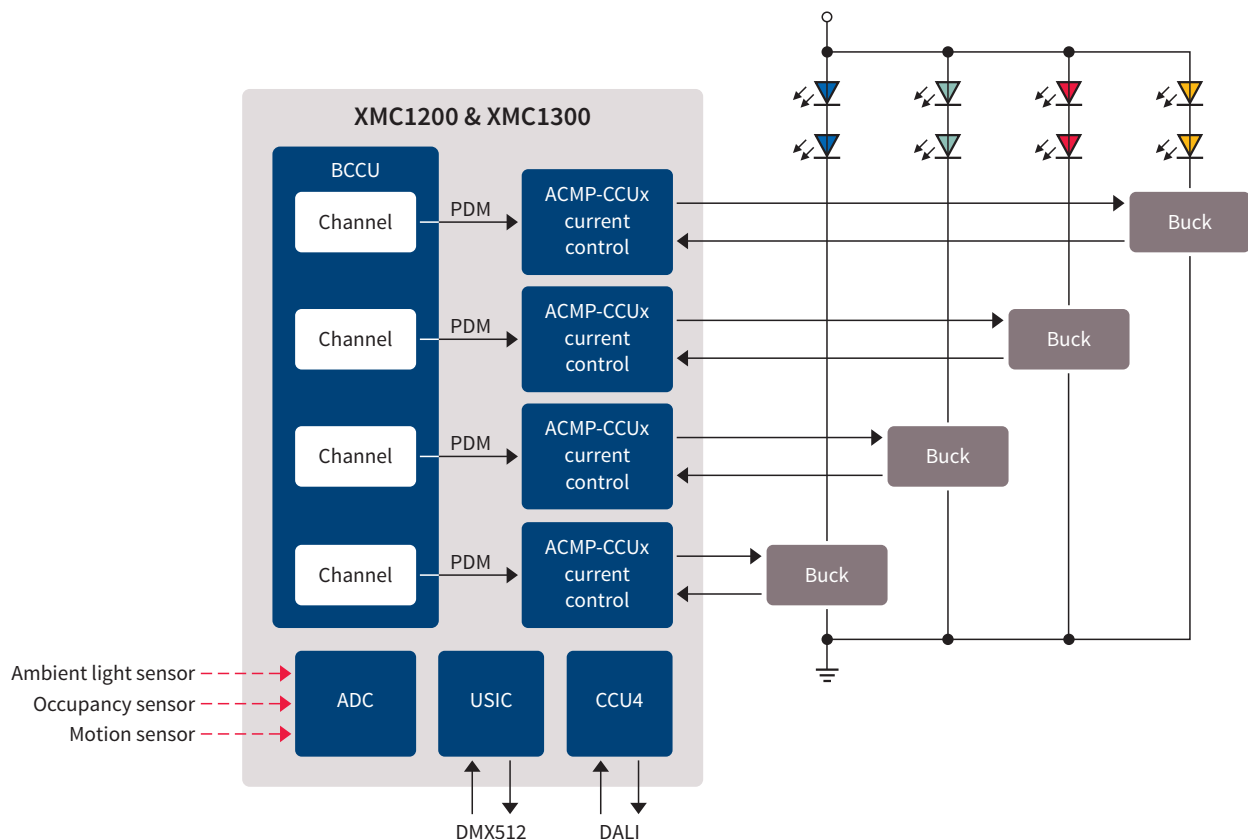 XMC1200 & XMC1300
BCCU
Channel
PDM
ACMP-CCUx
current
control
Buck
Channel
PDM
ACMP-CCUx
current
control
Buck
Channel
PDM
ACMP-CCUx
current
control
Buck
Channel
PDM
ACMP-CCUx
current
control
Buck
Ambient light sensor
Occupancy sensor
Motion sensor
ADC
USIC
CCU4
DMX512
DALI